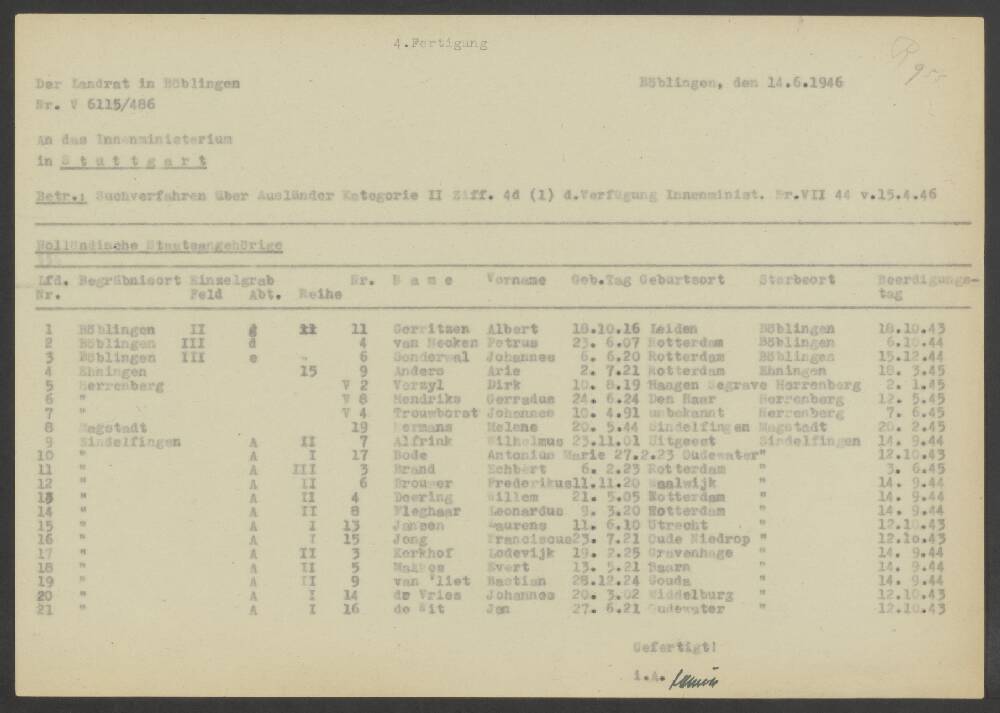 4.Fertigung
Der Landrat in Böblingen Böblingen, den 14.6.1946
Nr. V 6115/486
An das Innenministerium
in S t u t t g a r t
Betr.: Suchverfahren über Ausländer Kategorie II Ziff. 4d (1) d.Verfügung Innenminist. Nr.VII 44 v.15.4.46
Holländische Staatsangehörige
Lfd. Begräbnisort Einzelgrab Nr. N a m e Vorname Geb.Tag Geburtsort Sterbeort Beerdigungs-
Nr. Feld Abt. Reihe tag
1 Böblingen II g 11 11 Gerritzen Albert 18.10.16 Leiden Böblingen 18.10.43
2 Böblingen III d 4 van Hecken Petrus 23. 6.07 Rotterdam Böblingen 6.10.44
3 Böblingen III e 6 Sonderwal Johannes 6. 6.20 Rotterdam Böblingen 15.12.44
4 Ehningen 15 9 Anders Arie 2. 7.21 Rotterdam Ehningen 18. 3.45
5 Herrenberg V 2 Verzyl Dirk 10. 8.19 Haagen Segrave Herrenberg 2. 1.45
6 " V 8 Hendriks Gerradus 24. 6.24 Den Haar Herrenberg 12. 5.45
7 " V 4 Trouwborst Johannes 10. 4.91 unbekannt Herrenberg 7. 6.45
8 Magstadt 19 Hermans Helene 20. 5.44 Sindelfingen Magstadt 20. 2.45
9 Sindelfingen A II 7 Alfrink Wilhelmus 23.11.01 Uitgeest Sindelfingen 14. 9.44
10 " A I 17 Bode Antonius Marie 27.2.23 Oudewater" 12.10.43
11 " A III 3 Brand Echbert 6. 2.23 Rotterdam " 3. 6.45
12 " A II 6 Brouwer Frederikus11.11.20 Waalwijk " 14. 9.44
13 " A II 4 Doering Willem 21. 5.05 Rotterdam " 14. 9.44
14 " A II 8 Fleghaar Leonardus 9. 3.20 Rotterdam " 14. 9.44
15 " A I 13 Jansen Laurens 11. 6.10 Utrecht " 12.10.43
16 " A I 15 Jong Franciscus23. 7.21 Oude Niedrop " 12.10.43
17 " A II 3 Kerkhof Lodevijk 19. 2.25 Gravenhage " 14. 9.44
18 " A II 5 Evert 13. 5.21 Baarn " 14. 9.44
19 " A II 9 van Vliet Bastian 28.12.24 Gouda " 14. 9.44
20 " A I 14 de Vries Johannes 20. 3.02 Middelburg " 12.10.43
21 " A I 16 de Wit Jan 27. 6.21 Oudewater " 12.10.43
Gefertigt!
i.A.